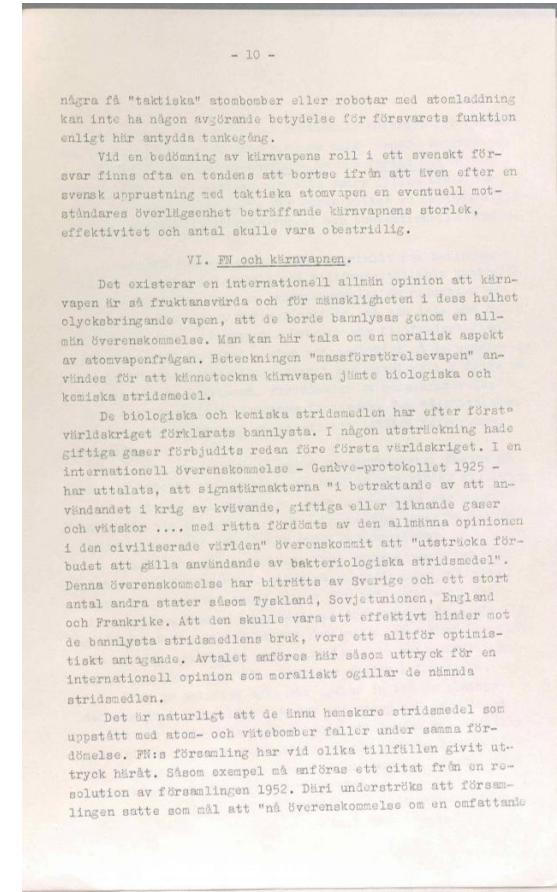 - 10 -
några få "taktiska" atombomber eller robotar med atomladdning
kan inte ha någon avgörande betydelse för försvarets funktion
enligt här antydda tankegång.
Vid en bedömning av kärnvapens roll i ett svenskt för-
svar finns ofta en tendens att bortse ifrån att även efter en
svensk upprustning med taktiska atomvapen en eventuell mot-
ståndares överlägsenhet beträffande kärnvapnens storlek,
effektivitet och antal skulle vara obestridlig.
VI. FN och kärnvapnen.
Det existerar en internationell allmän opinion att kärn-
vapen är så fruktansvärda och för mänskligheten i dess helhet
olycksbringande vapen, att de borde bannlysas genom en all-
män överenskommelse. Man kan här tala om en moralisk aspekt
av atomvapenfrågan. Beteckningen "massförstörelsevapen" an-
vändes för att känneteckna kärnvapen jämte biologiska och
kemiska stridsmedel.
De biologiska och kemiska stridsmedlen har efter första
världskriget förklarats bannlysta. I någon utsträckning hade
giftiga gaser förbjudits redan före första världskriget. I en
internationell överenskommelse - Genève-protokollet 1925 -
har uttalats, att signatärmakterna "i betraktande av att an-
vändandet i krig av kvävande, giftiga eller liknande gaser
och vätskor .... med rätta fördömts av den allmänna opinionen
i den civiliserade världen" överenskommit att "utsträcka för-
budet att gälla användande av bakteriologiska stridsmedel".
Denna överenskommelse har biträtts av Sverige och ett stort
antal andra stater såsom Tyskland, Sovjetunionen, England
och Frankrike. Att den skulle vara ett effektivt hinder mot
de bannlysta stridsmedlens bruk, vore ett alltför optimis-
tiskt antagande. Avtalet anföres här såsom uttryck för en
internationell opinion som moraliskt ogillar de nämnda
stridsmedlen.
Det är naturligt att de ännu hemskare stridsmedel som
uppstått med atom- och vätebomber faller under samma för-
dömelse. FN:s församling har vid olika tillfällen givit ut-
tryck häråt. Såsom exempel må anföras ett citat från en re-
solution av församlingen 1952. Däri underströks att försam-
lingen satte som mål att "nå överenskommelse om en omfattande